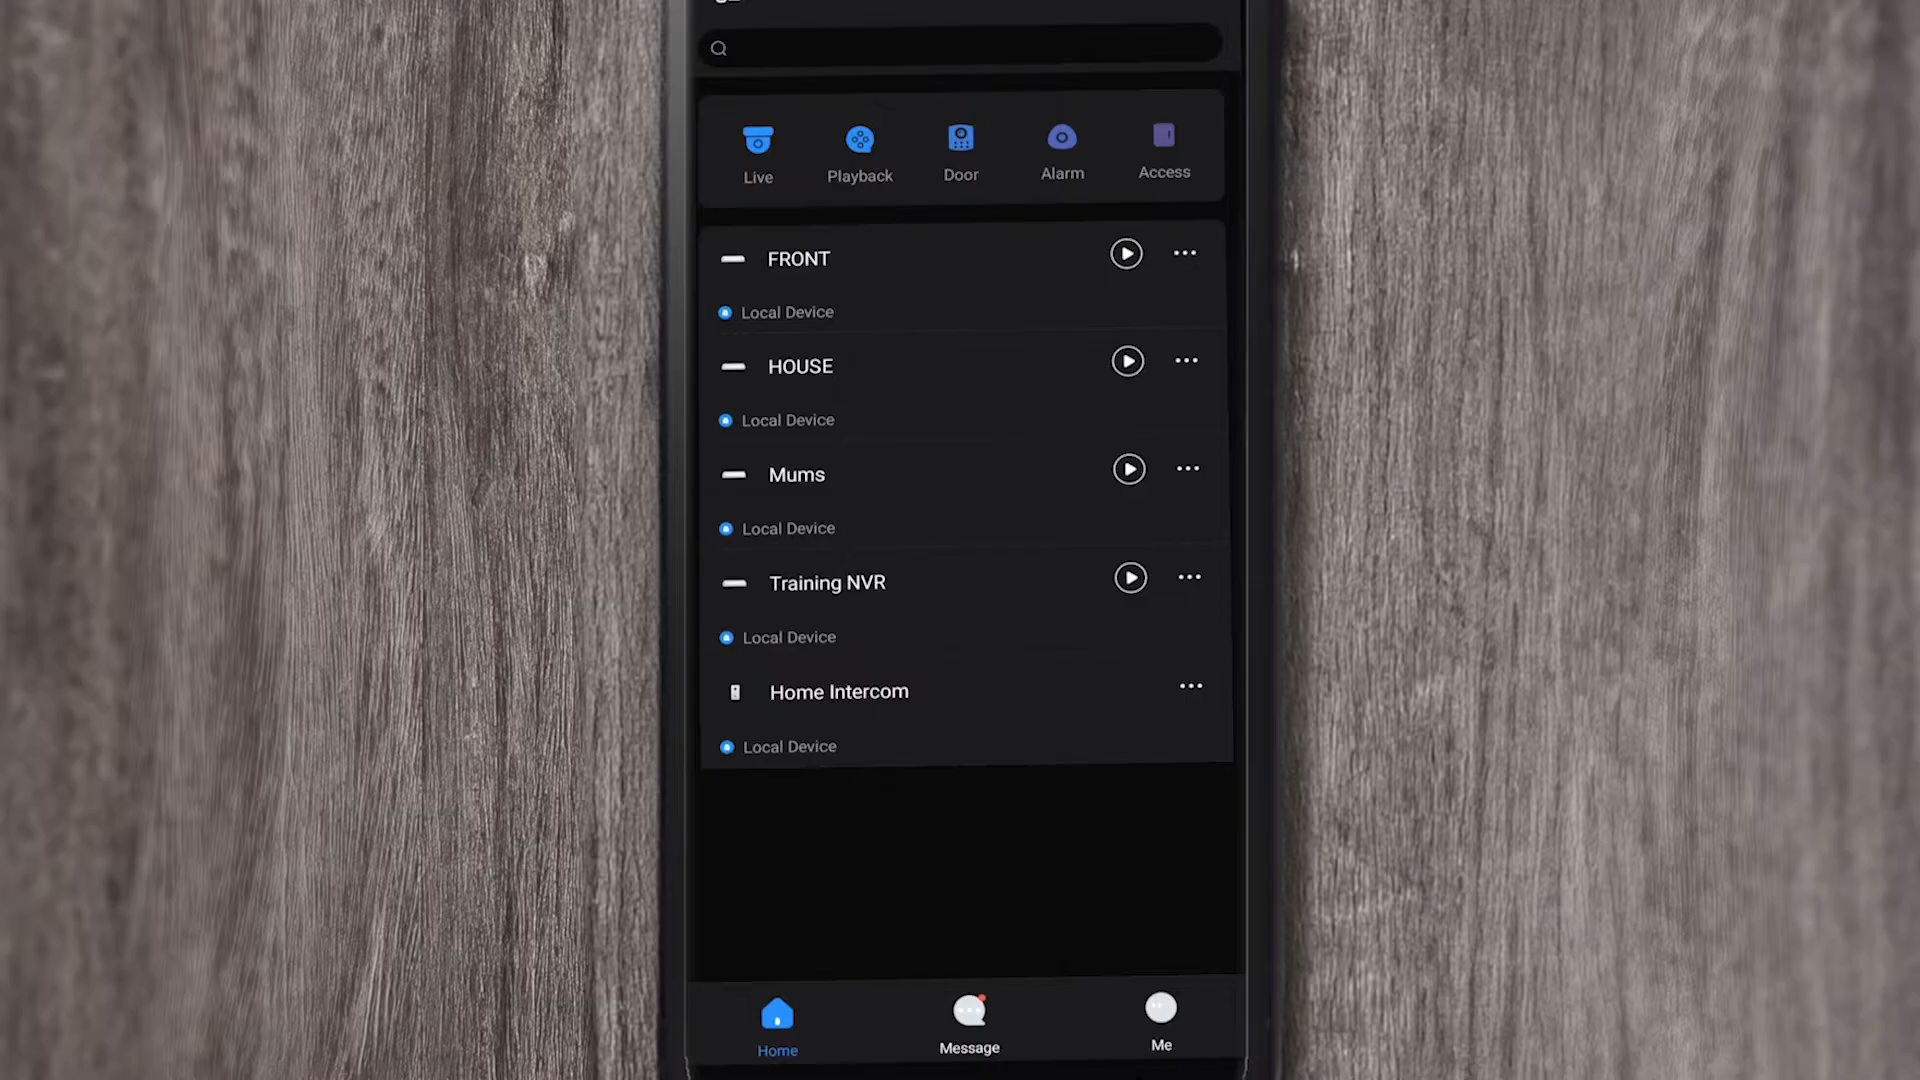 Live Playback Door Alarm Access
FRONT
Local Device
HOUSE
Local Device
Mums
Local Device
Training NVR
Local Device
Home Intercom
Local Device
Home Message Me